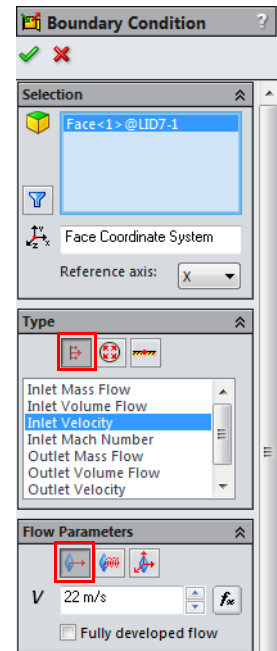 Boundary Condition ?
Selection
Face<1>@LID7-1
Face Coordinate System
Reference axis: X
Type
Inlet Mass Flow
Inlet Volume Flow
Inlet Velocity
Inlet Mach Number
Outlet Mass Flow
Outlet Volume Flow
Outlet Velocity
Flow Parameters
V 22 m/s fx
Fully developed flow